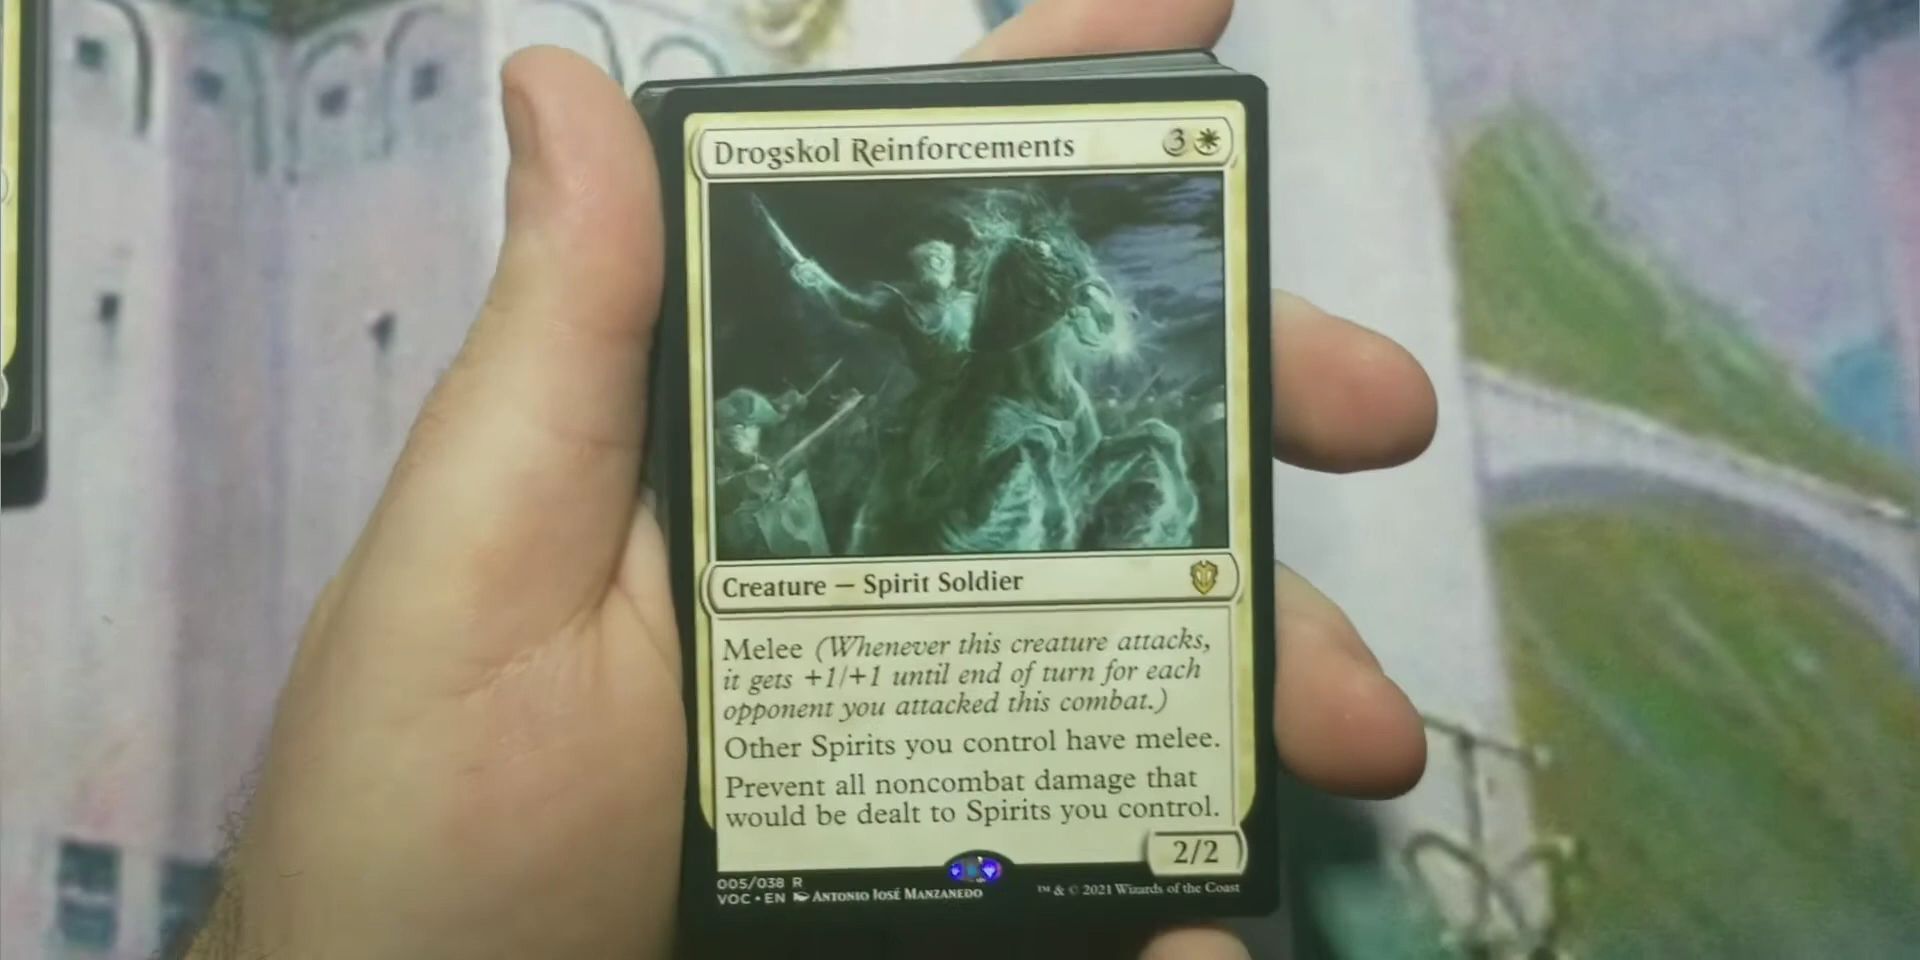 Drogskol Reinforcements 3
Creature — Spirit Soldier
Melee (Whenever this creature attacks,
it gets +1/+1 until end of turn for each
opponent you attacked this combat.)
Other Spirits you control have melee.
Prevent all noncombat damage that
would be dealt to Spirits you control.
2/2
005/038 R
VOC • EN ANTONIO JOSÉ MANZANEDO
™ & © 2021 Wizards of the Coast